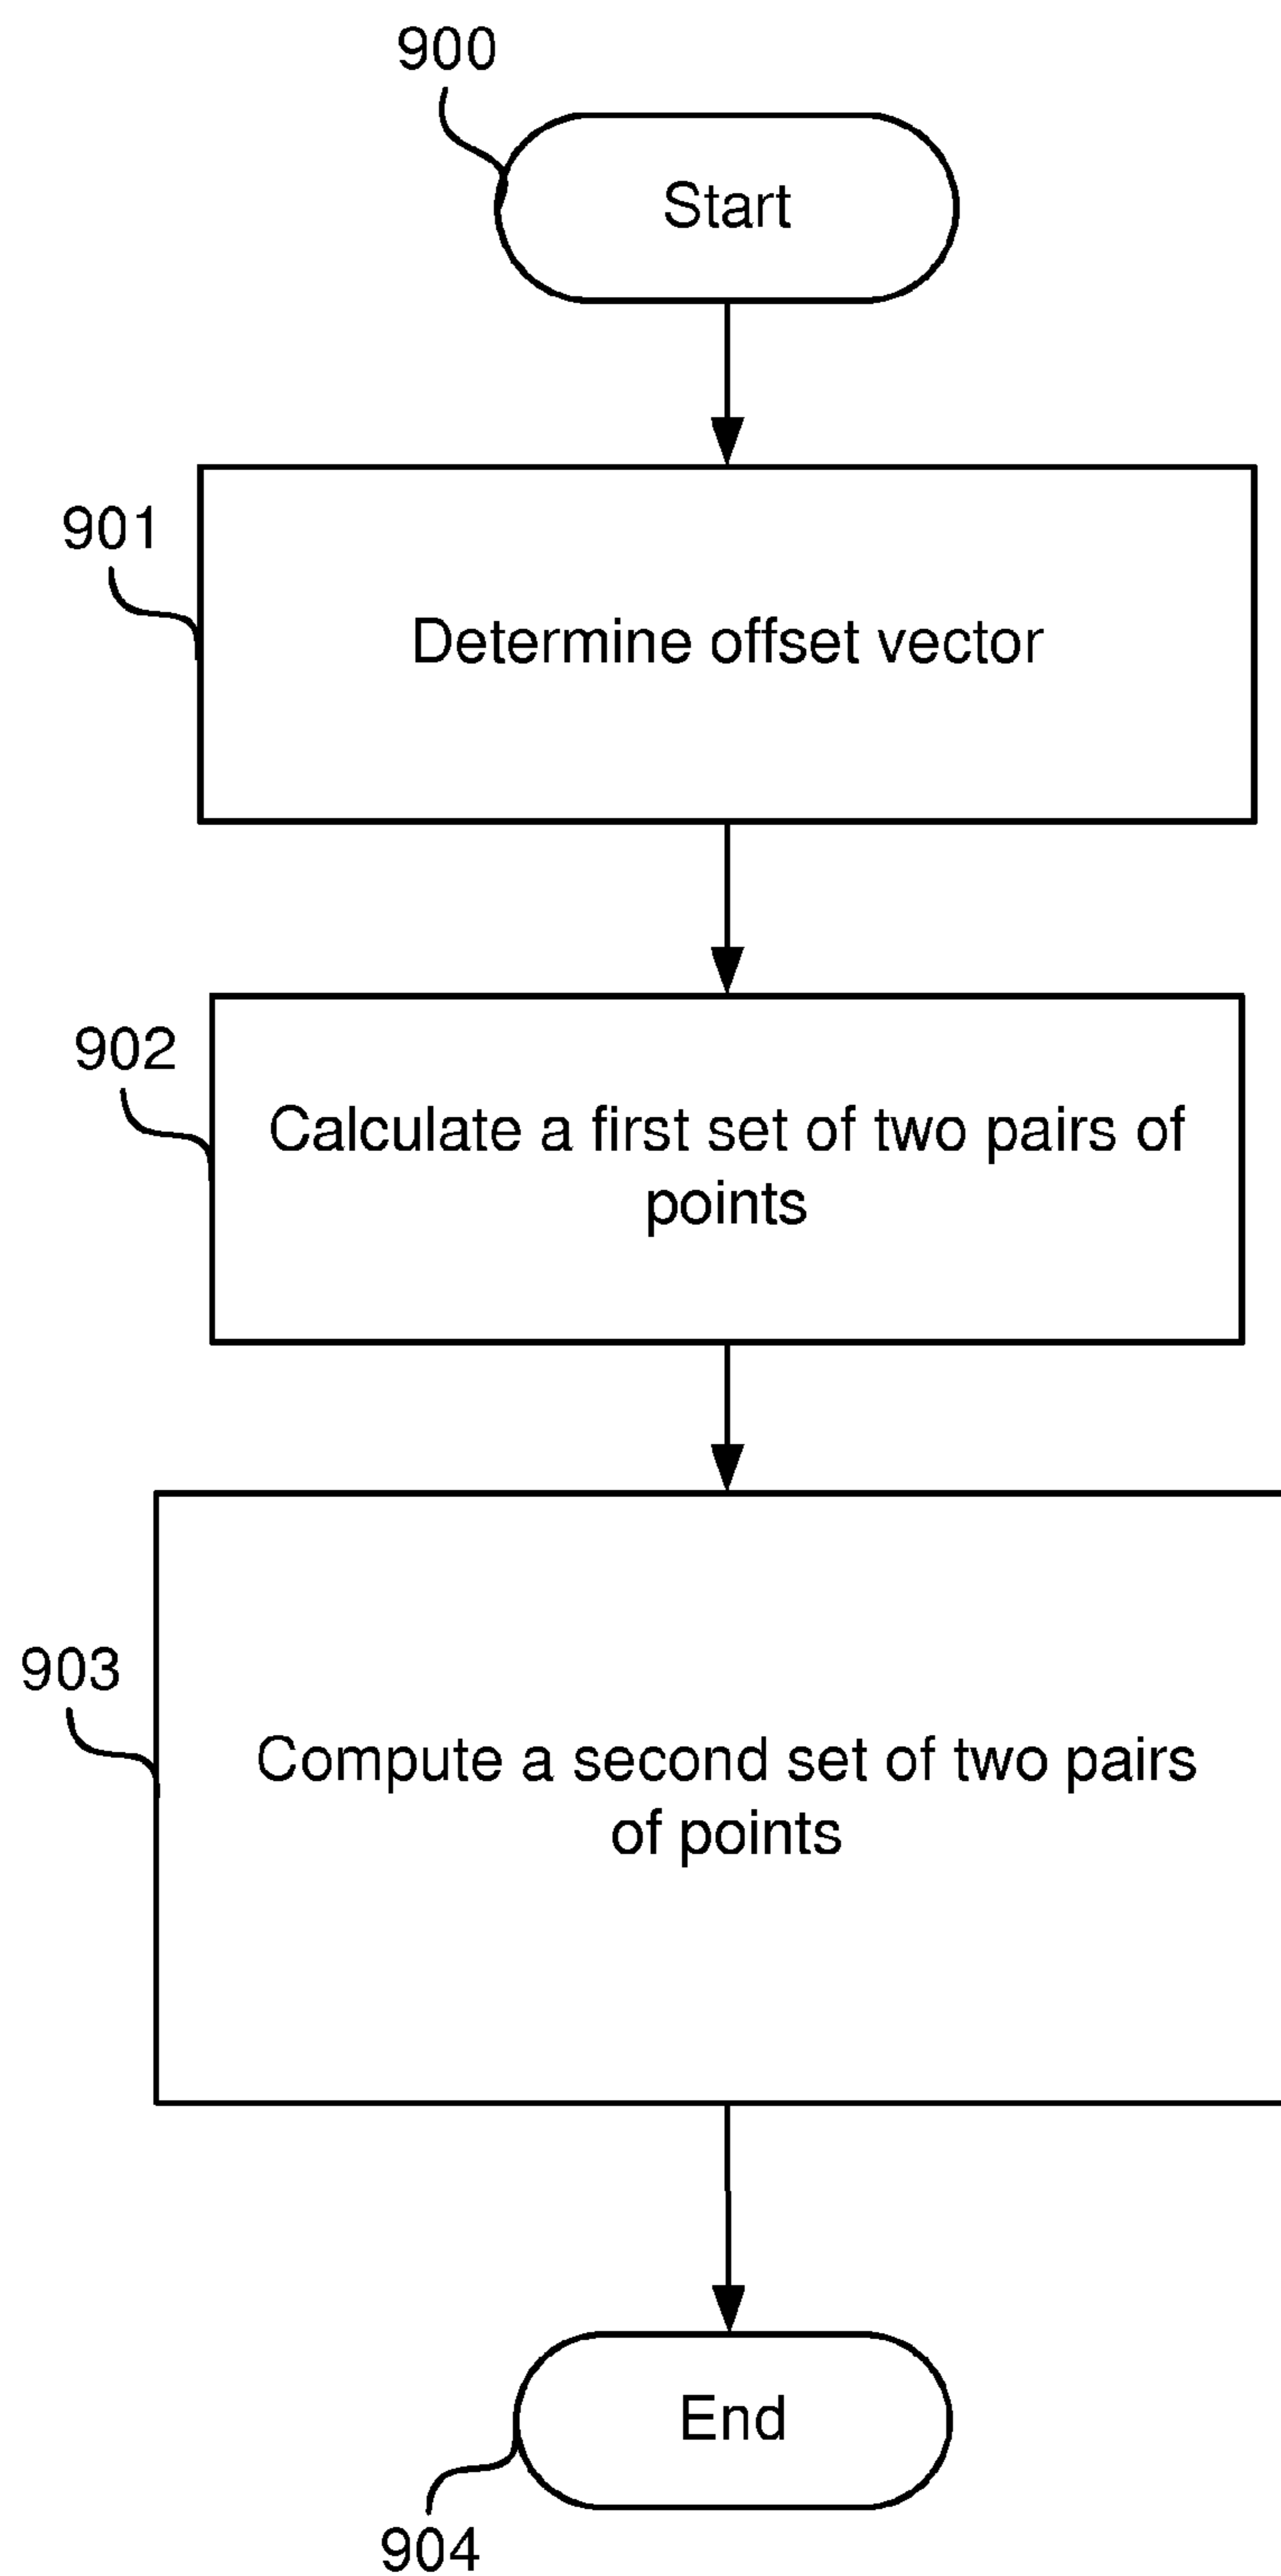 900
Start
901
Determine offset vector
902
Calculate a first set of two pairs of
points
903
Compute a second set of two pairs
of points
End
904